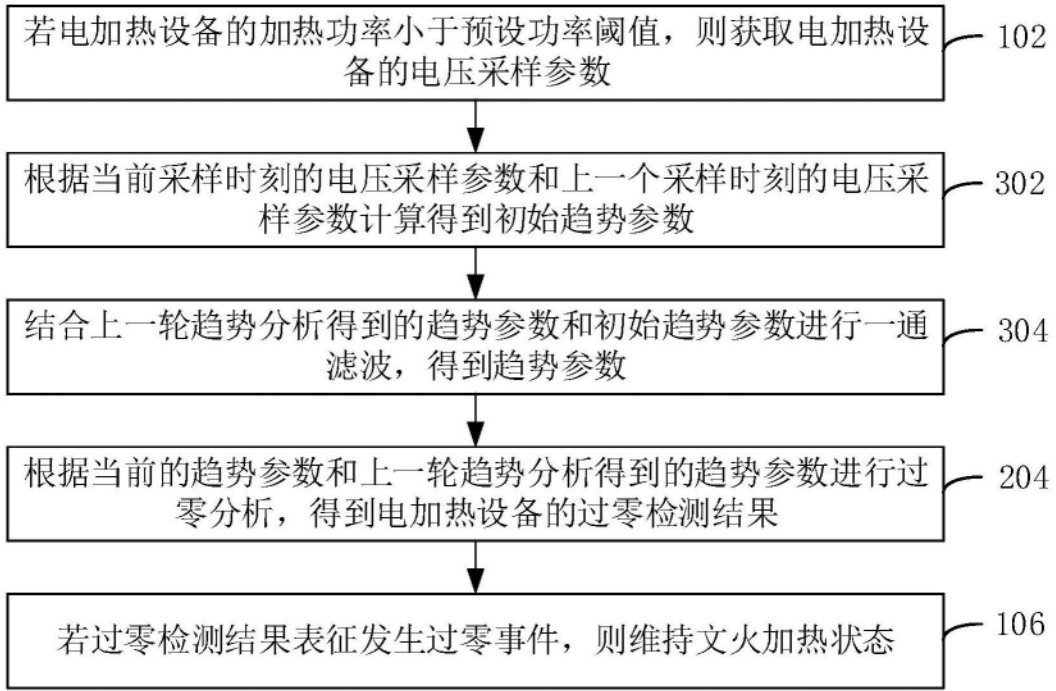 若电加热设备的加热功率小于预设功率阈值，则获取电加热设
备的电压采样参数
102
根据当前采样时刻的电压采样参数和上一个采样时刻的电压采
样参数计算得到初始趋势参数
302
结合上一轮趋势分析得到的趋势参数和初始趋势参数进行一通
滤波，得到趋势参数
304
根据当前的趋势参数和上一轮趋势分析得到的趋势参数进行过
零分析，得到电加热设备的过零检测结果
204
若过零检测结果表征发生过零事件，则维持文火加热状态
106